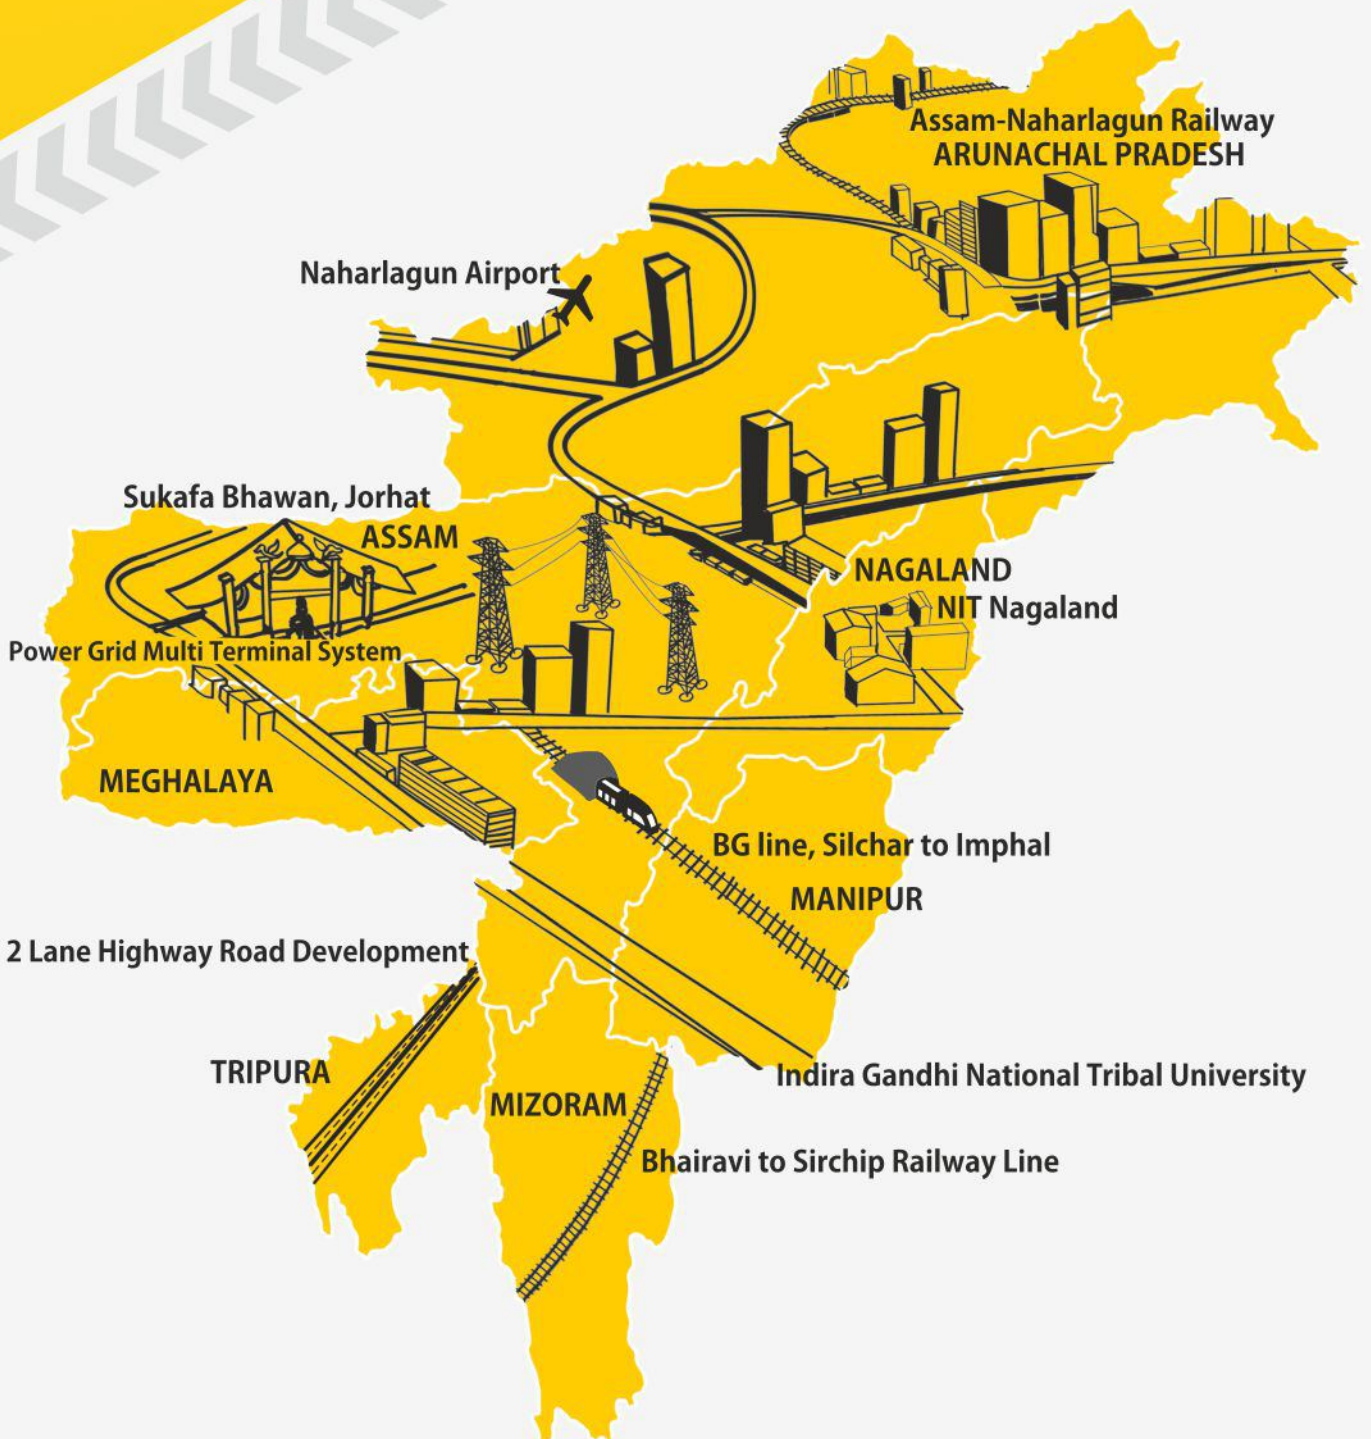 Assam-Naharlagun Railway
ARUNACHAL PRADESH
Naharlagun Airport
Sukafa Bhawan, Jorhat
ASSAM
NAGALAND
NIT Nagaland
Power Grid Multi Terminal System
MEGHALAYA
BG line, Silchar to Imphal
MANIPUR
2 Lane Highway Road Development
TRIPURA
Indira Gandhi National Tribal University
MIZORAM
Bhairavi to Sirchip Railway Line